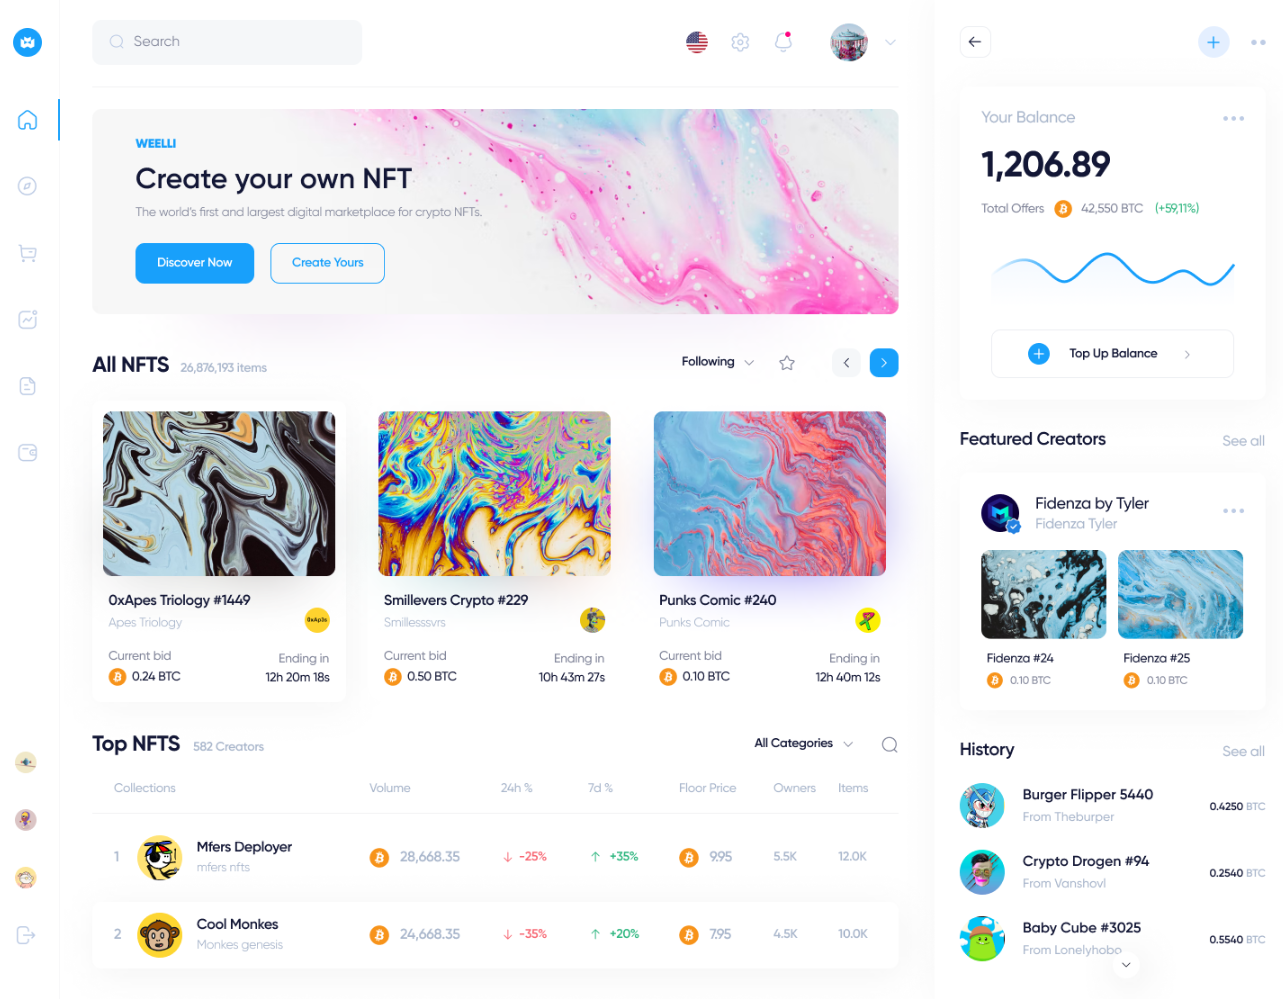 Search
WEELLI
Create your own NFT
The world's first and largest digital marketplace for crypto NFTs.
Discover Now
Create Yours
All NFTS
26,876,193 items
Following
0xApes Triology #1449
Apes Triology
0xAp3s
Current bid
Ending in
0.24 BTC
12h 20m 18s
Smillevers Crypto #229
Smillesssvrs
Current bid
Ending in
0.50 BTC
10h 43m 27s
Punks Comic #240
Punks Comic
Current bid
Ending in
0.10 BTC
12h 40m 12s
Top NFTS
582 Creators
All Categories
Collections
Volume
24h %
7d %
Floor Price
Owners
Items
1
Mfers Deployer
mfers nfts
28,668.35
-25%
+35%
9.95
5.5K
12.0K
2
Cool Monkes
Monkes genesis
24,668.35
-35%
+20%
7.95
4.5K
10.0K
Your Balance
1,206.89
Total Offers
42,550 BTC
(+59,11%)
Top Up Balance
Featured Creators
See all
Fidenza by Tyler
Fidenza Tyler
Fidenza #24
0.10 BTC
Fidenza #25
0.10 BTC
History
See all
Burger Flipper 5440
From Theburper
0.4250 BTC
Crypto Drogen #94
From Vanshovl
0.2540 BTC
Baby Cube #3025
From Lonelyhobo
0.5540 BTC